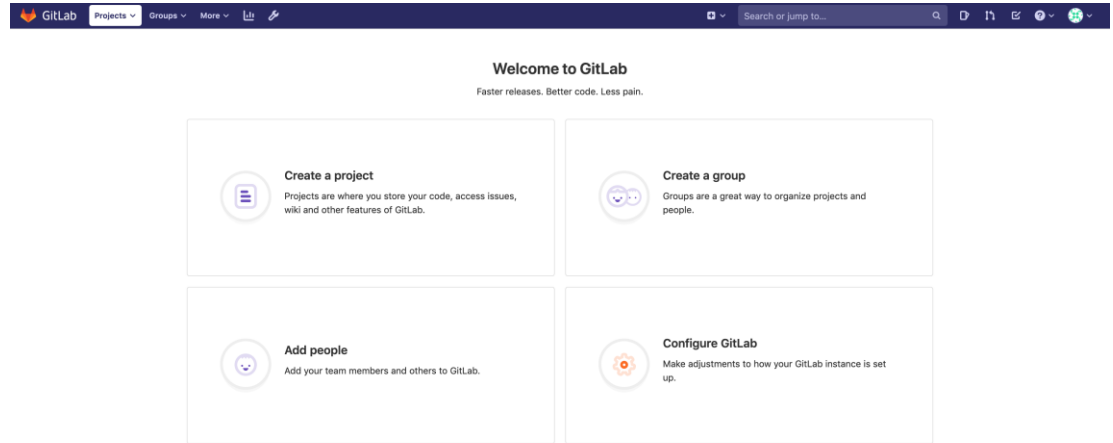 GitLab Projects Groups More Search or jump to...
Welcome to GitLab
Faster releases. Better code. Less pain.
Create a project
Projects are where you store your code, access issues,
wiki and other features of GitLab.
Create a group
Groups are a great way to organize projects and
people.
Add people
Add your team members and others to GitLab.
Configure GitLab
Make adjustments to how your GitLab instance is set
up.